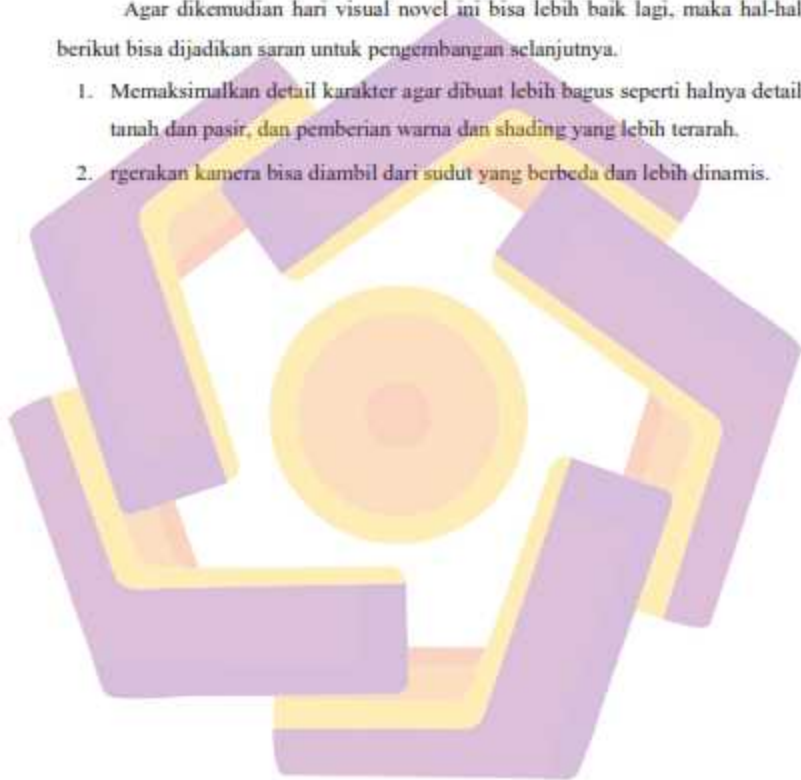 Agar dikemudian hari visual novel ini bisa lebih baik lagi, maka hal-hal
berikut bisa dijadikan saran untuk pengembangan selanjutnya.
1. Memaksimalkan detail karakter agar dibuat lebih bagus seperti halnya detail
tanah dan pasir, dan pemberian warna dan shading yang lebih terarah.
2. rgerakan kamera bisa diambil dari sudut yang berbeda dan lebih dinamis.